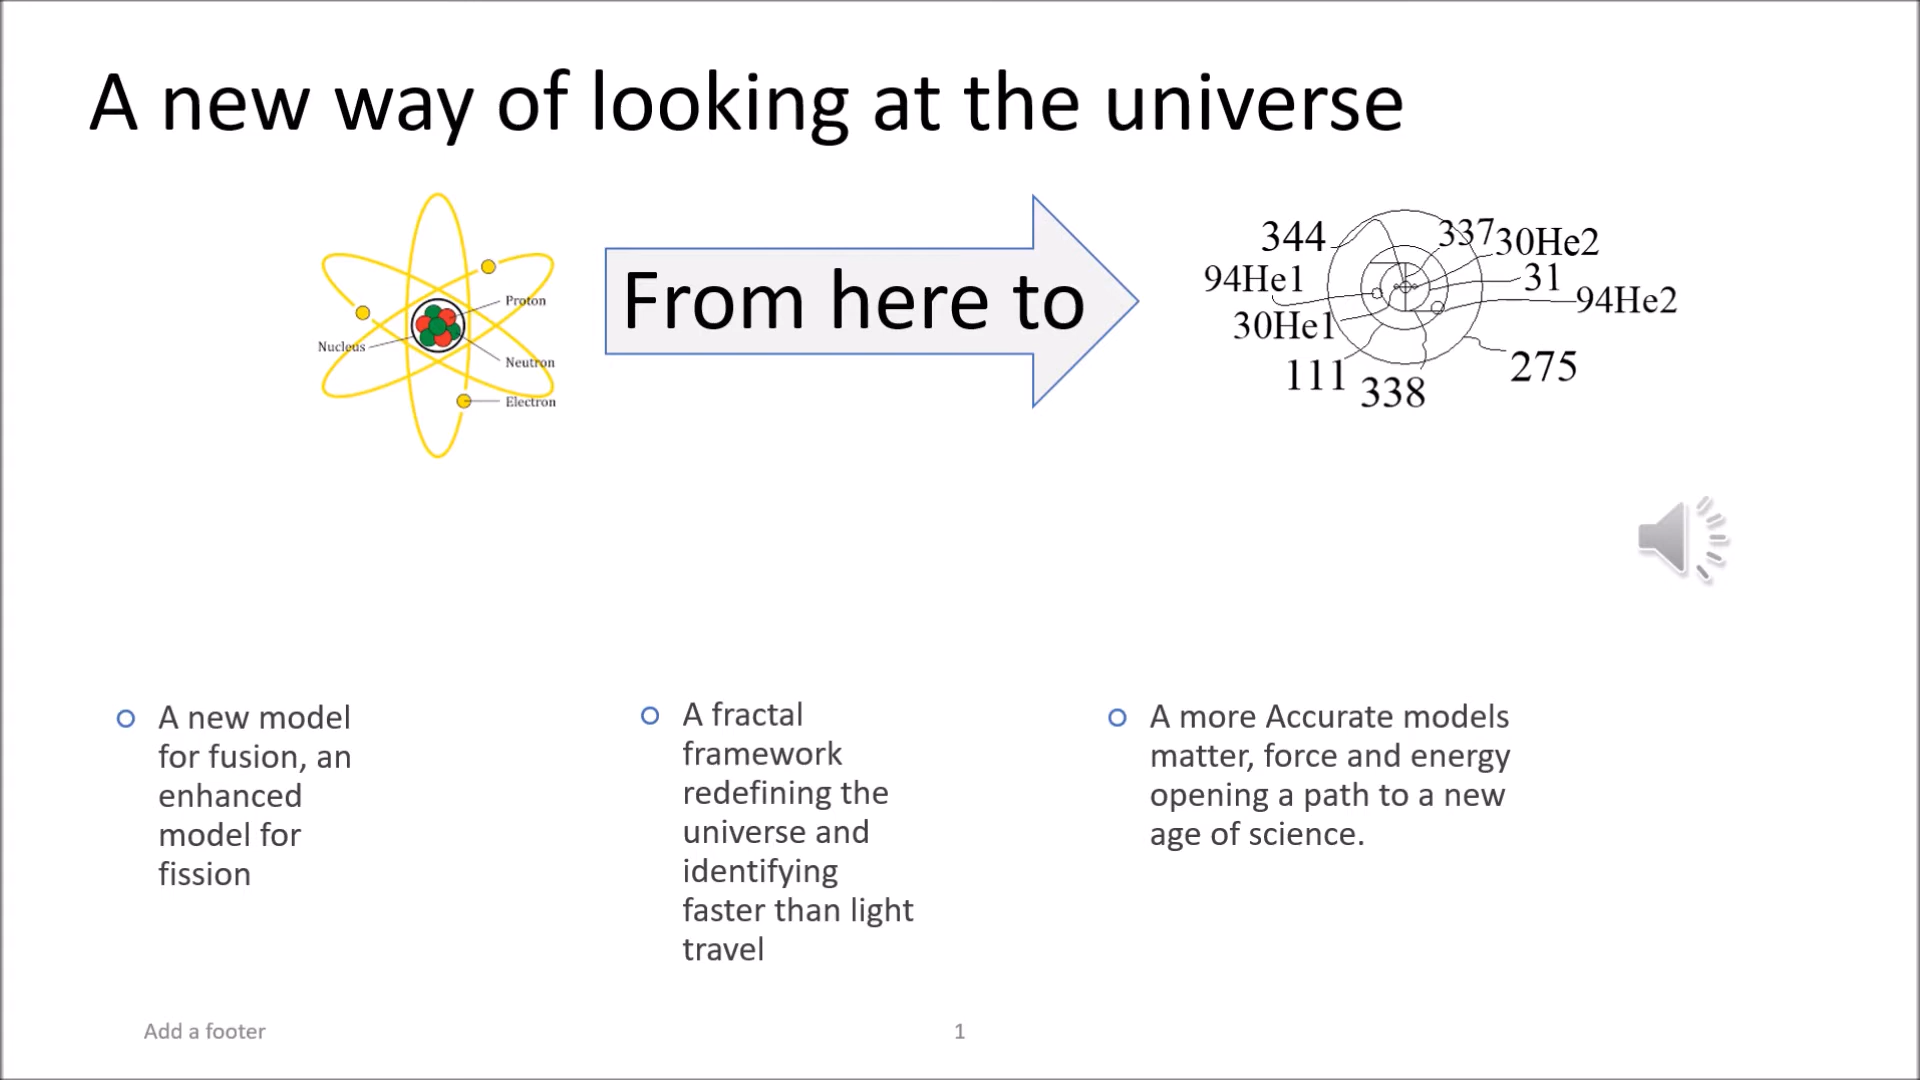 A new way of looking at the universe
Proton
Nucleus
Neutron
Electron
From here to
344
337
30He2
94He1
31
94He2
30He1
111
338
275
A new model
for fusion, an
enhanced
model for
fission
A fractal
framework
redefining the
universe and
identifying
faster than light
travel
A more Accurate models
matter, force and energy
opening a path to a new
age of science.
Add a footer
1